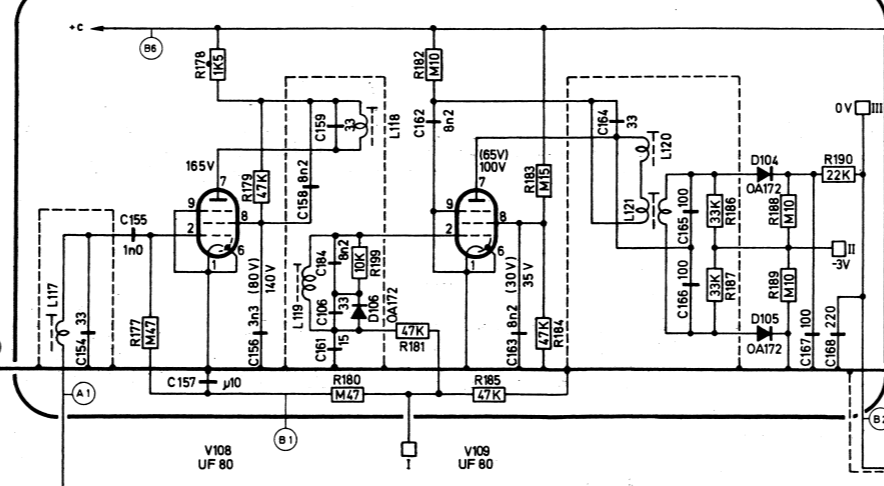 +C
B6
R178
1K5
R182
M10
C159
33
L118
C162
8n2
C164
33
(65V)
100V
L120
0V
III
165V
7
R179
47K
C158
8n2
7
R183
M15
D104
OA172
R190
22K
L121
C165
100
33K
R186
R188
M10
9
8
2
6
1
C155
1n0
9
8
2
6
1
C184
8n2
10K
R199
(80V)
140V
(30V)
35V
II
-3V
L117
C154
33
R177
M47
C156
3n3
L119
C106
33
D106
OA172
C161
15
47K
R181
C163
8n2
47K
R184
C166
100
33K
R187
R189
M10
D105
OA172
C167
100
C168
220
A1
C157
µ10
R180
M47
R185
47K
B1
I
V108
UF 80
V109
UF 80